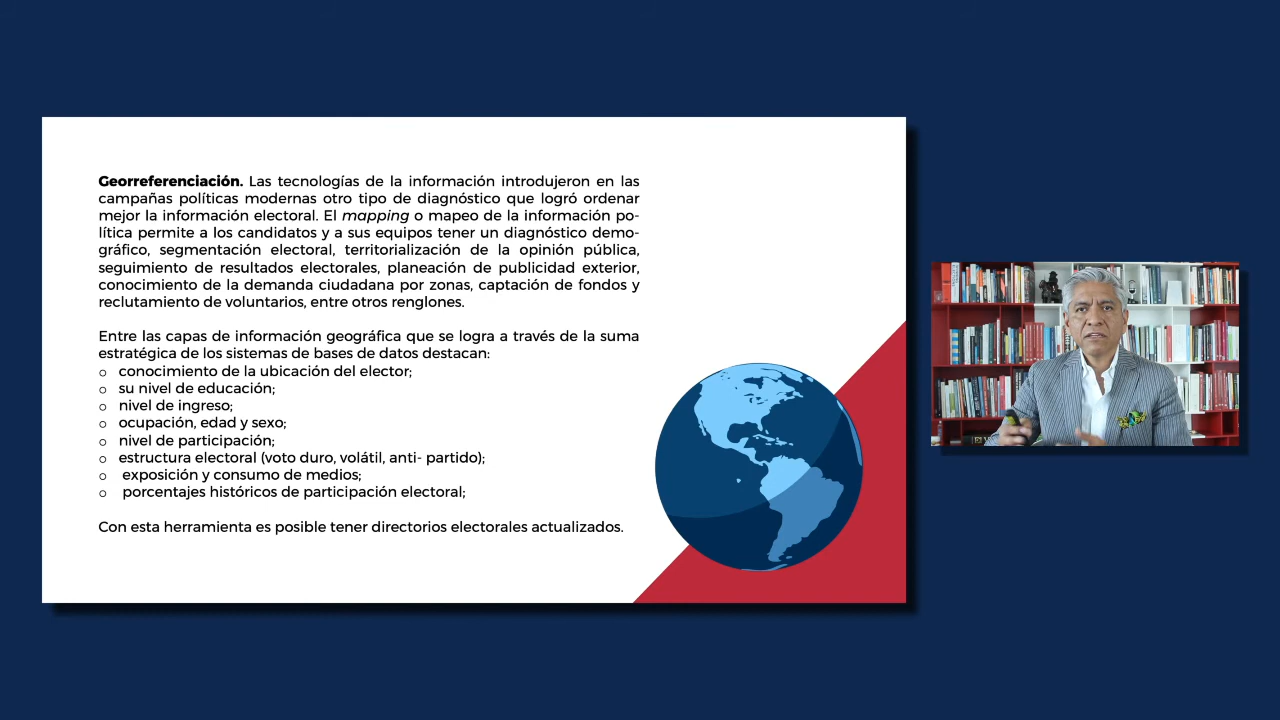 Georreferenciación. Las tecnologías de la información introdujeron en las
campañas políticas modernas otro tipo de diagnóstico que logró ordenar
mejor la información electoral. El mapping o mapeo de la información po-
lítica permite a los candidatos y a sus equipos tener un diagnóstico demo-
gráfico, segmentación electoral, territorialización de la opinión pública,
seguimiento de resultados electorales, planeación de publicidad exterior,
conocimiento de la demanda ciudadana por zonas, captación de fondos y
reclutamiento de voluntarios, entre otros renglones.
Entre las capas de información geográfica que se logra a través de la suma
estratégica de los sistemas de bases de datos destacan:
o conocimiento de la ubicación del elector;
o su nivel de educación;
o nivel de ingreso;
o ocupación, edad y sexo;
o nivel de participación;
o estructura electoral (voto duro, volátil, anti- partido);
o exposición y consumo de medios;
o porcentajes históricos de participación electoral;
Con esta herramienta es posible tener directorios electorales actualizados.